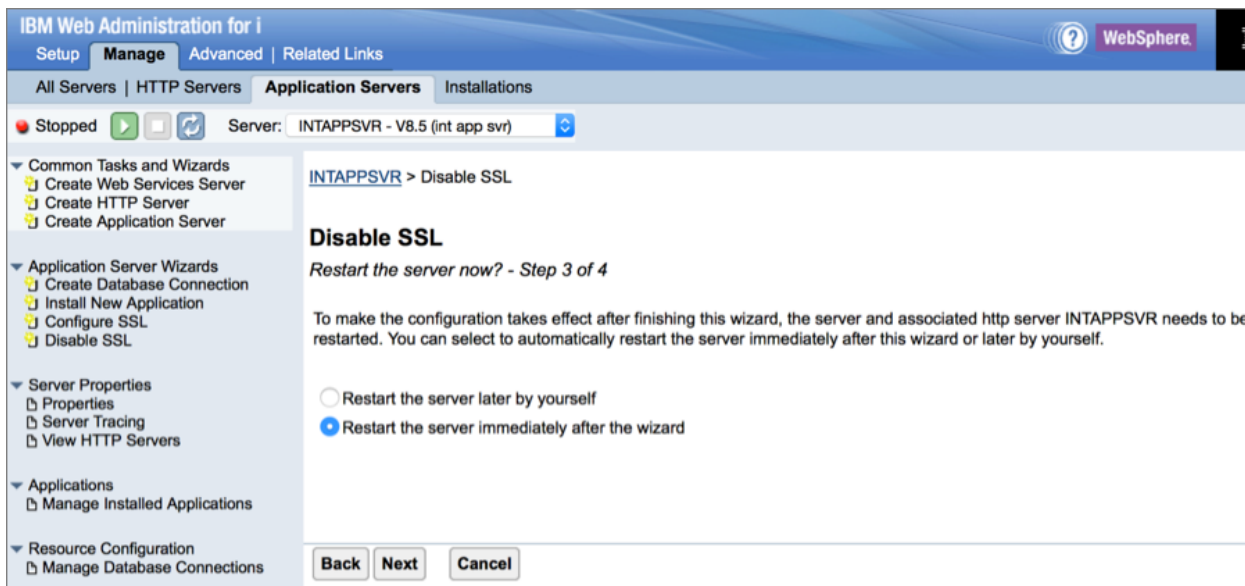 IBM Web Administration for i
Setup Manage Advanced | Related Links
? WebSphere.
All Servers | HTTP Servers Application Servers Installations
Stopped Server: INTAPPSVR - V8.5 (int app svr)
Common Tasks and Wizards
Create Web Services Server
Create HTTP Server
Create Application Server
Application Server Wizards
Create Database Connection
Install New Application
Configure SSL
Disable SSL
Server Properties
Properties
Server Tracing
View HTTP Servers
Applications
Manage Installed Applications
Resource Configuration
Manage Database Connections
INTAPPSVR > Disable SSL
Disable SSL
Restart the server now? - Step 3 of 4
To make the configuration takes effect after finishing this wizard, the server and associated http server INTAPPSVR needs to be
restarted. You can select to automatically restart the server immediately after this wizard or later by yourself.
Restart the server later by yourself
Restart the server immediately after the wizard
Back Next Cancel